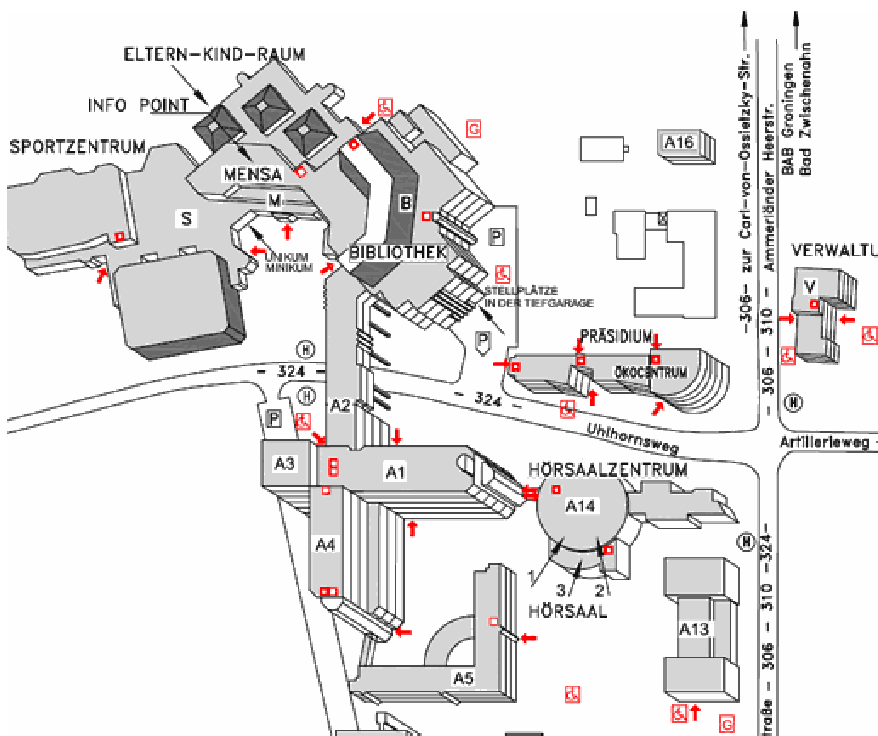 ELTERN-KIND-RAUM
INFO POINT
SPORTZENTRUM
MENSA
M
S
B
BIBLIOTHEK
UNIKUM
MINIKUM
G
P
STELLPLÄTZE
IN DER TIEFGARAGE
P
A16
-306- zur Carl-von-Ossietzky-Str.
-306 - 310 - Ammerländer Heerstr.
BAB Groningen
Bad Zwischenahn
VERWALTU
V
PRÄSIDIUM
ÖKOCENTRUM
H
- 324 -
H
- 324 -
A2
P
Uhlhornsweg
H
Artillerieweg -
A3
A1
HÖRSAALZENTRUM
A14
A4
1
3
2
HÖRSAAL
H
A13
A5
G
traße - 306 - 310 -324-